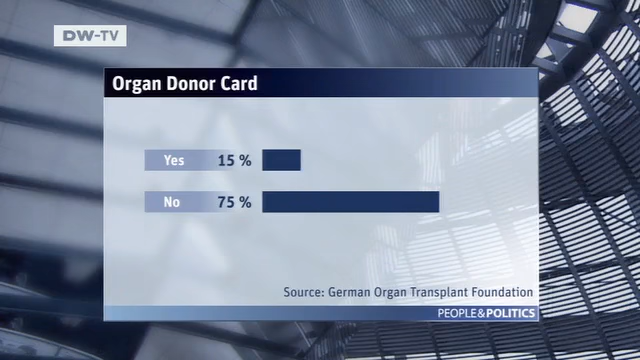 DW-TV
Organ Donor Card
Yes 15 %
No 75 %
Source: German Organ Transplant Foundation
PEOPLE&POLITICS